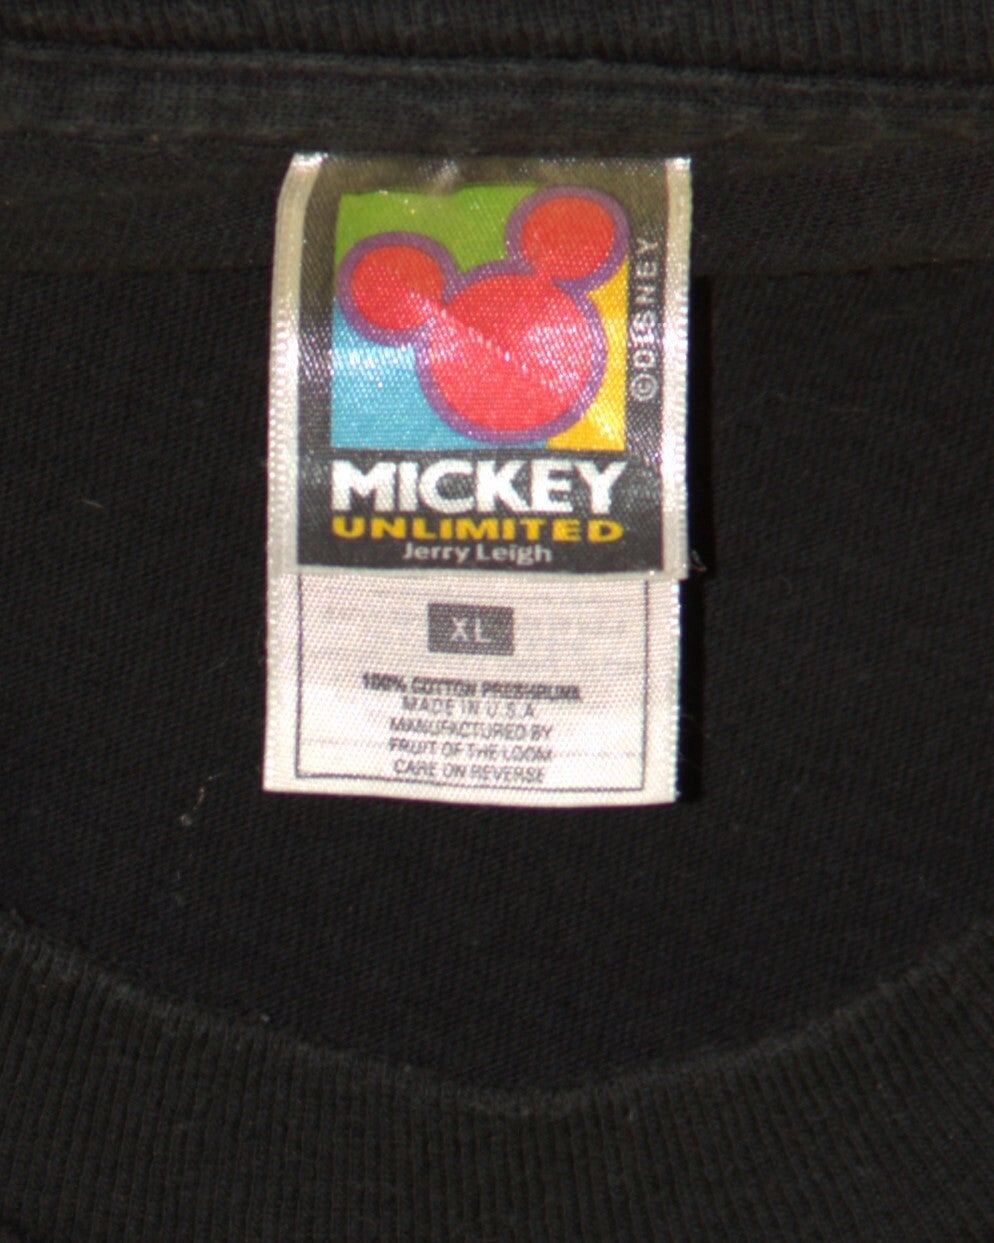 ©DISNEY
MICKEY
UNLIMITED
Jerry Leigh
XL
100% COTTON PRESHRUNK
MADE IN U.S.A
MANUFACTURED BY
FRUIT OF THE LOOM
CARE ON REVERSE